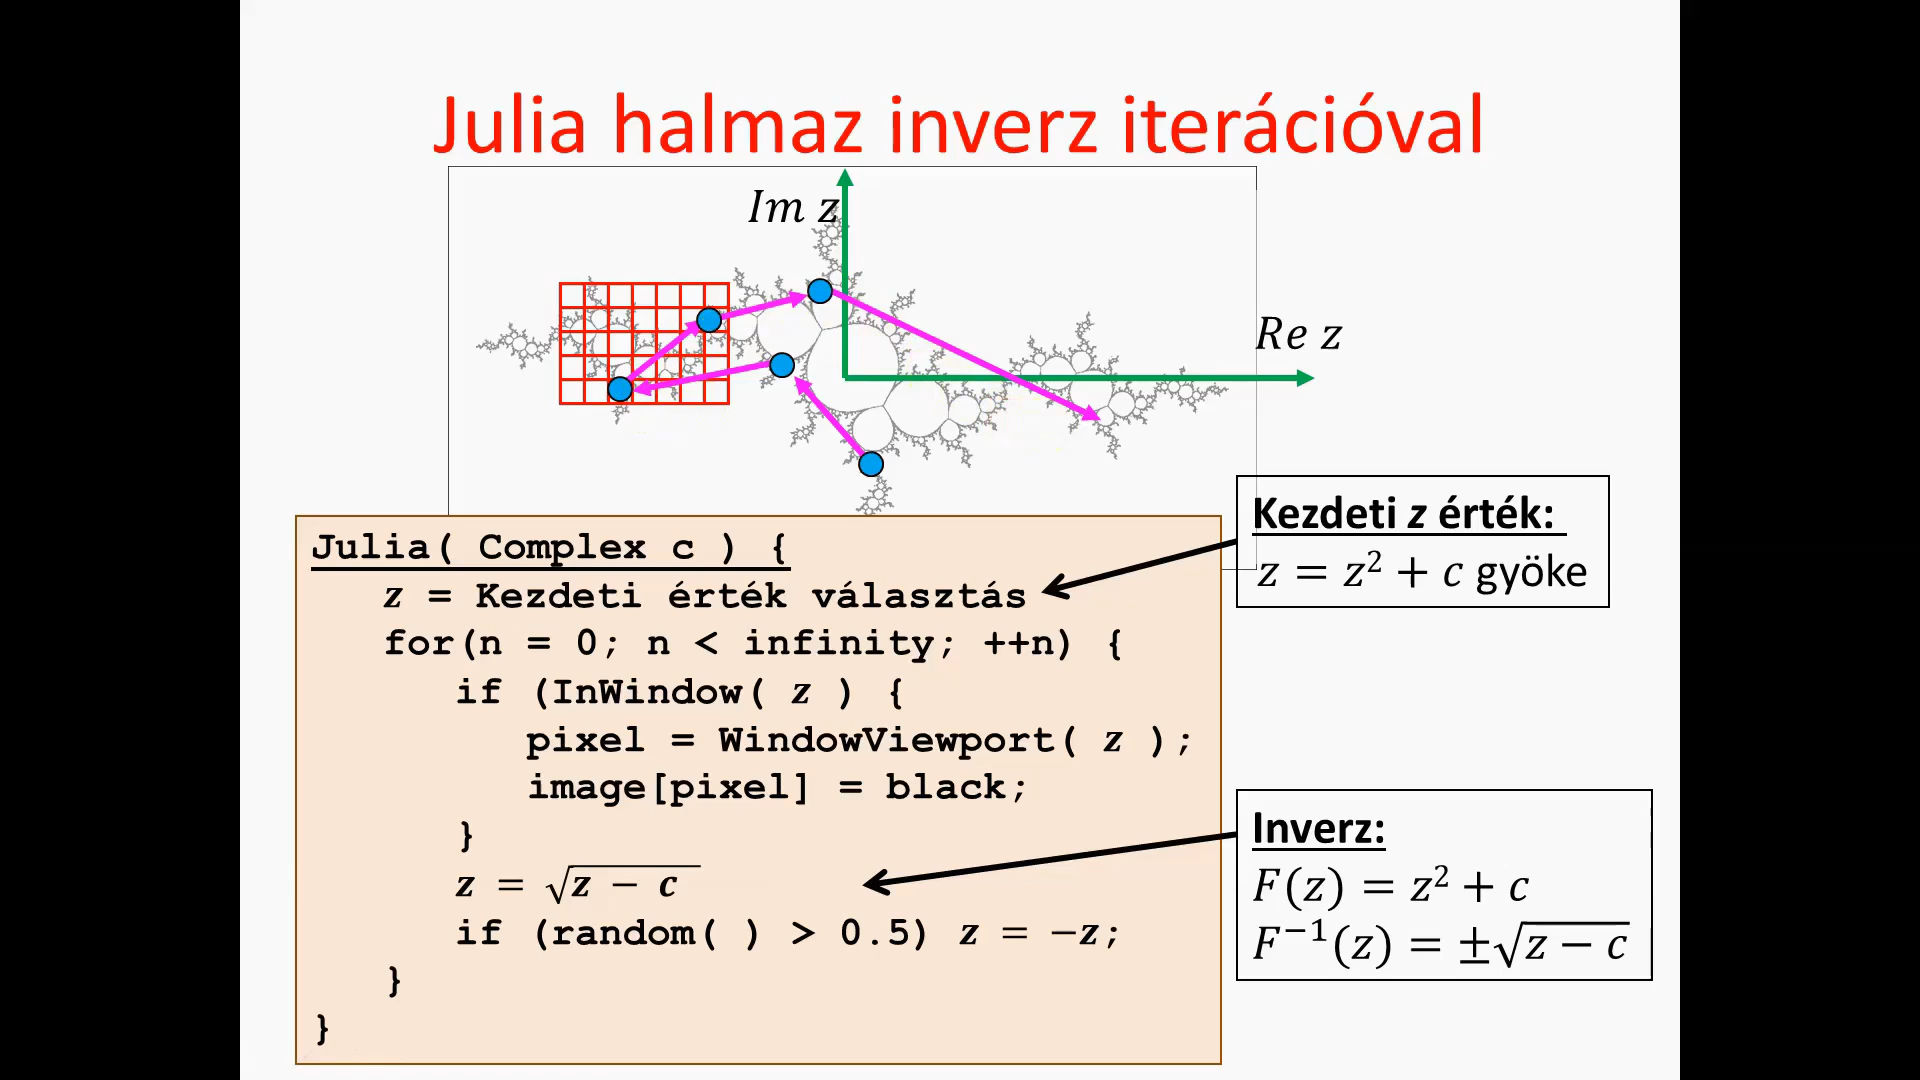 Julia halmaz inverz iterációval
Im z
Re z
Kezdeti z érték:
z = z² + c gyöke
Julia( Complex c ) {
z = Kezdeti érték választás
for(n = 0; n < infinity; ++n) {
if (InWindow( z ) {
pixel = WindowViewport( z );
image[pixel] = black;
}
z = √(z − c)
if (random( ) > 0.5) z = −z;
}
}
Inverz:
F(z) = z² + c
F⁻¹(z) = ±√(z − c)